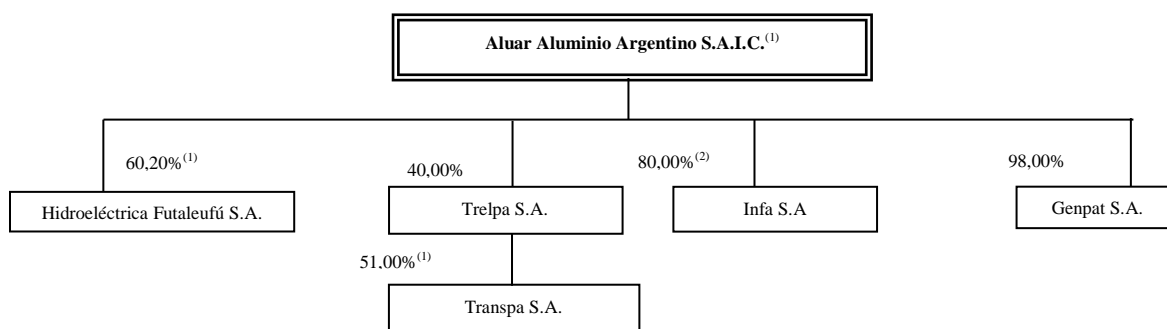 Aluar Aluminio Argentino S.A.I.C.(1)
60,20%(1)
40,00%
80,00%(2)
98,00%
Hidroeléctrica Futaleufú S.A.
Trelpa S.A.
Infa S.A
Genpat S.A.
51,00%(1)
Transpa S.A.